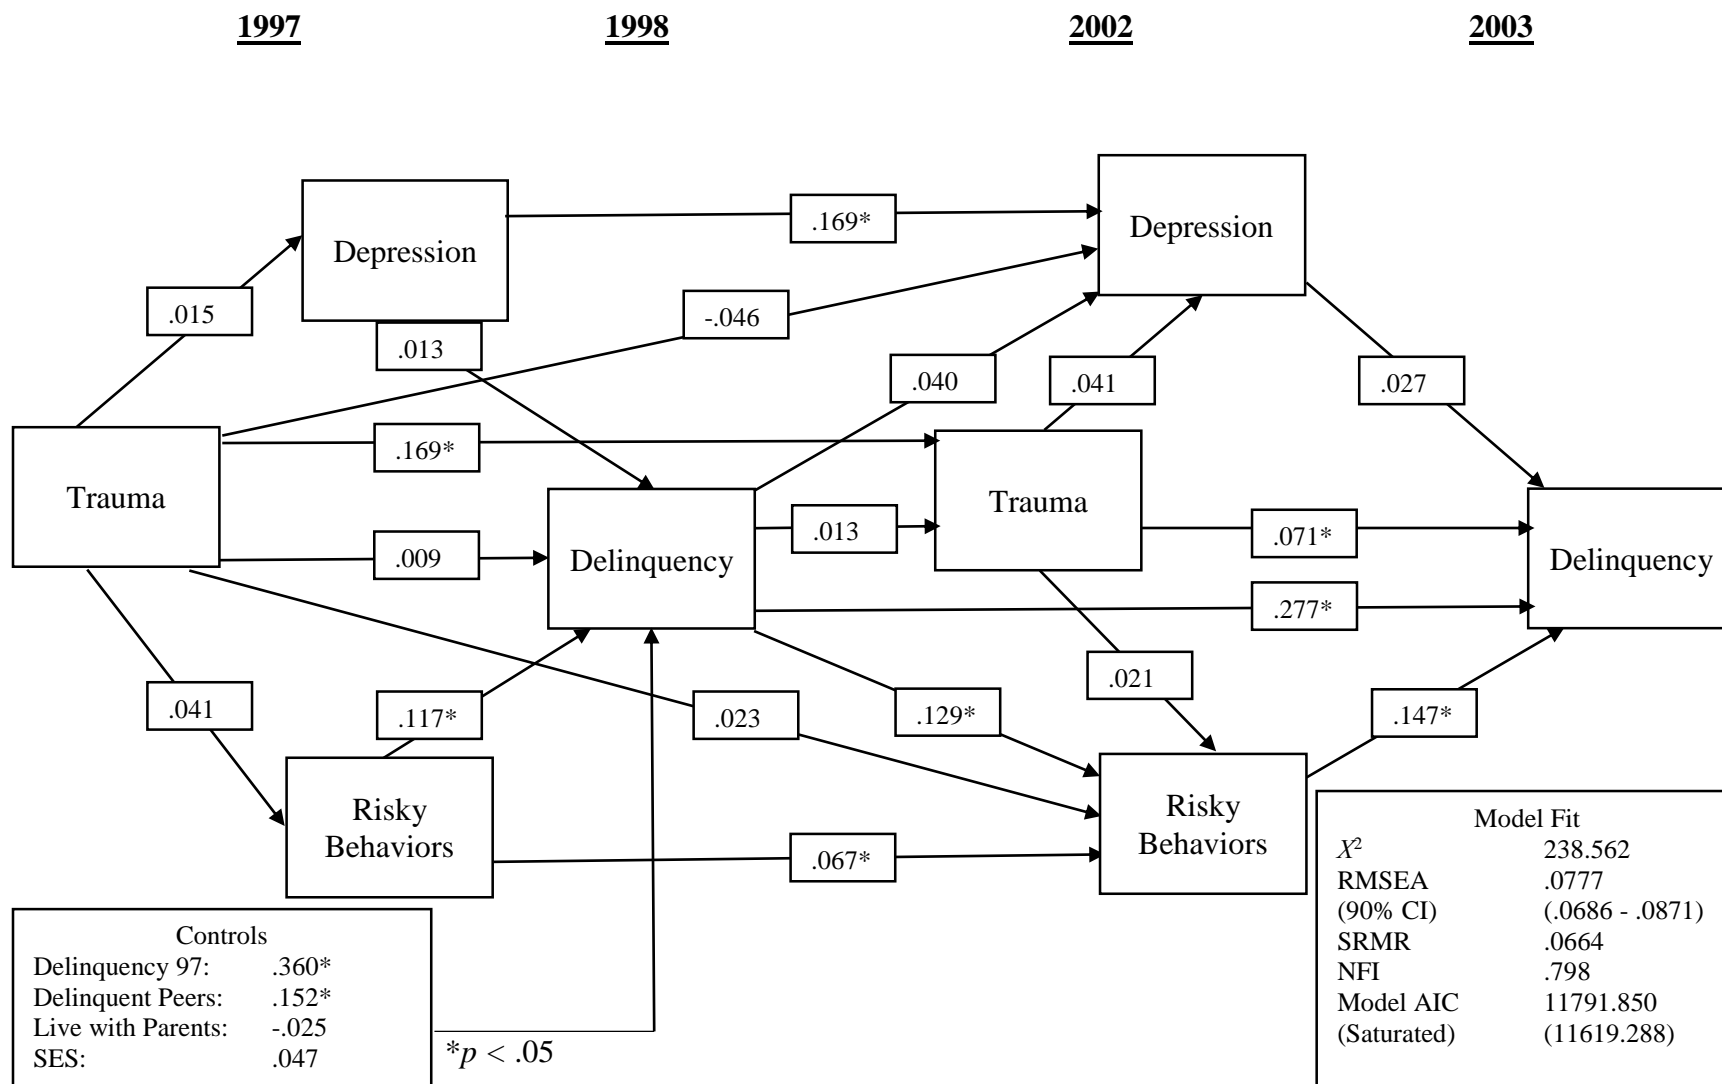 1997 1998 2002 2003
Depression
.169*
Depression
.015
.013
-.046
.040
.041
.027
Trauma
.169*
Trauma
.009
Delinquency
.013
.071*
Delinquency
.277*
.041
.117*
.023
.129*
.021
.147*
Risky
Behaviors
.067*
Risky
Behaviors
Controls
Delinquency 97: .360*
Delinquent Peers: .152*
Live with Parents: -.025
SES: .047
*p < .05
Model Fit
X² 238.562
RMSEA .0777
(90% CI) (.0686 - .0871)
SRMR .0664
NFI .798
Model AIC 11791.850
(Saturated) (11619.288)